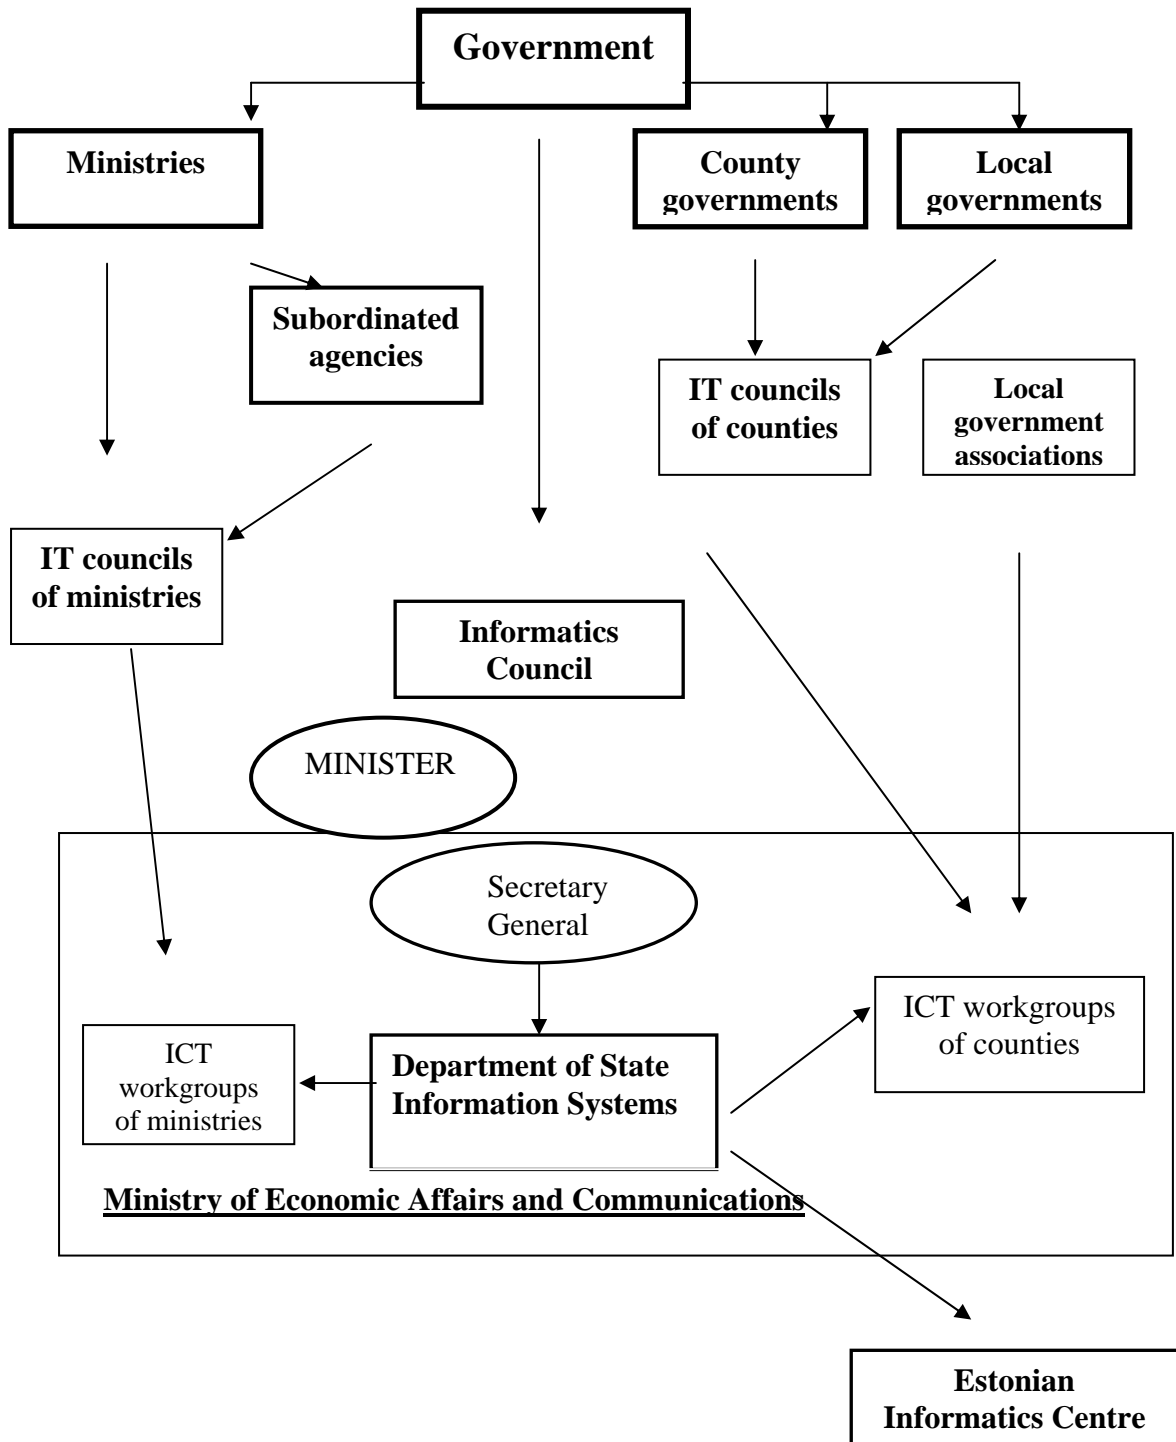 Government
Ministries
County
governments
Local
governments
Subordinated
agencies
IT councils
of counties
Local
government
associations
IT councils
of ministries
Informatics
Council
MINISTER
Secretary
General
ICT workgroups
of counties
ICT
workgroups
of ministries
Department of State
Information Systems
Ministry of Economic Affairs and Communications
Estonian
Informatics Centre